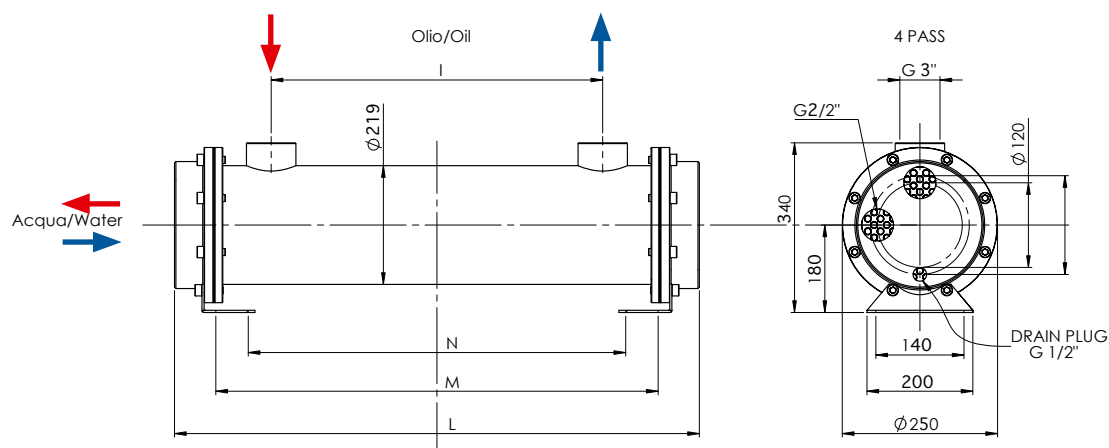 Olio/Oil
4 PASS
I
G 3"
G2/2"
Ø219
Ø120
Acqua/Water
340
180
DRAIN PLUG
G 1/2"
N
140
M
200
L
Ø250